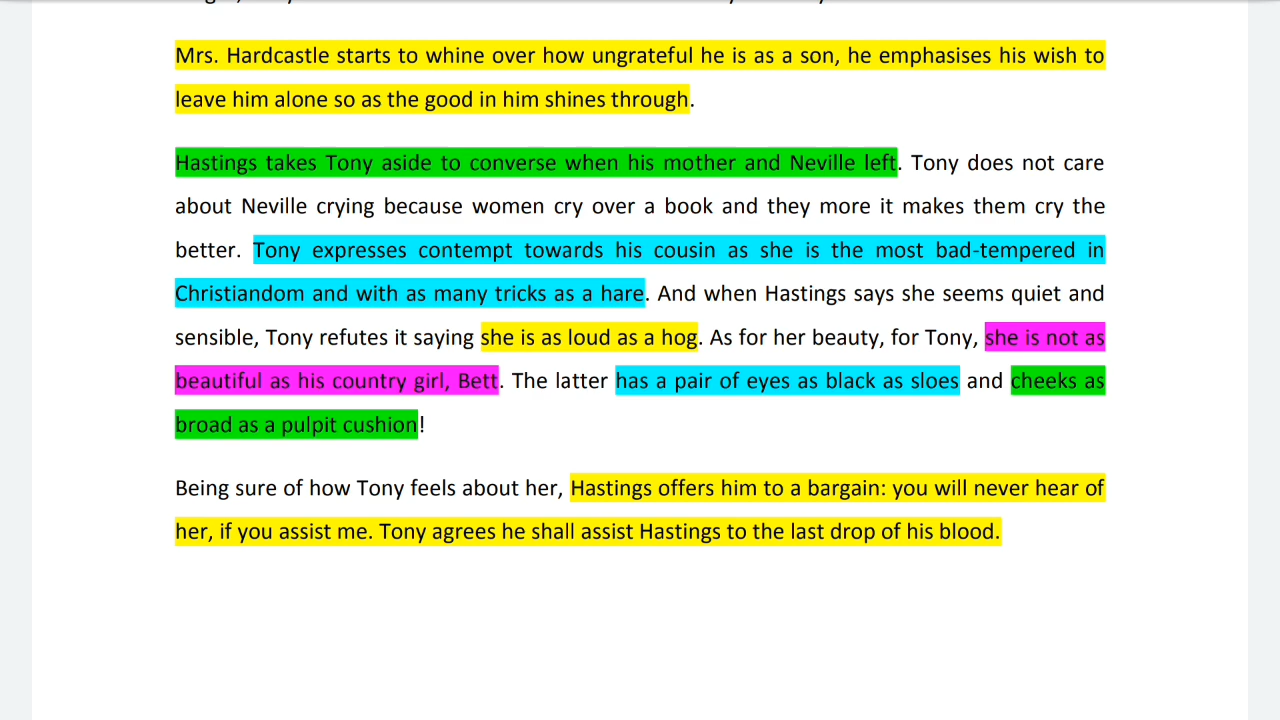 Mrs. Hardcastle starts to whine over how ungrateful he is as a son, he emphasises his wish to
leave him alone so as the good in him shines through.
Hastings takes Tony aside to converse when his mother and Neville left. Tony does not care
about Neville crying because women cry over a book and they more it makes them cry the
better. Tony expresses contempt towards his cousin as she is the most bad-tempered in
Christiandom and with as many tricks as a hare. And when Hastings says she seems quiet and
sensible, Tony refutes it saying she is as loud as a hog. As for her beauty, for Tony, she is not as
beautiful as his country girl, Bett. The latter has a pair of eyes as black as sloes and cheeks as
broad as a pulpit cushion!
Being sure of how Tony feels about her, Hastings offers him to a bargain: you will never hear of
her, if you assist me. Tony agrees he shall assist Hastings to the last drop of his blood.